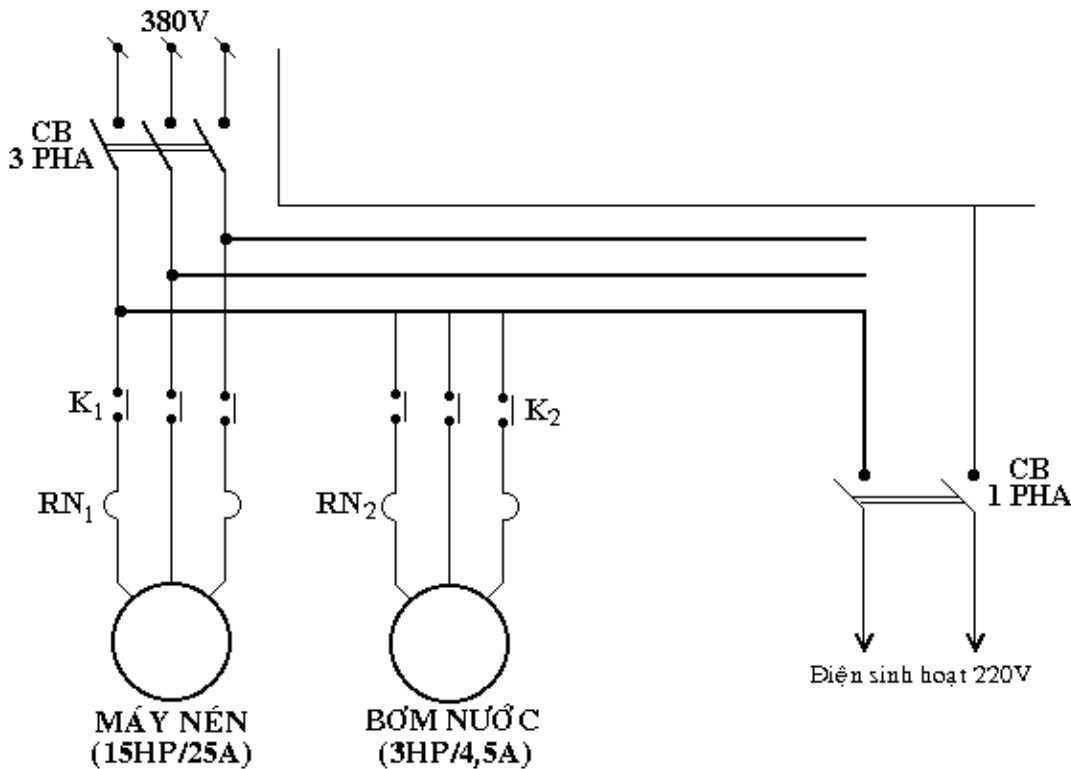 380V
CB
3 PHA
K1
K2
RN1
RN2
CB
1 PHA
Điện sinh hoạt 220V
MÁY NÉN
(15HP/25A)
BƠM NƯỚC
(3HP/4,5A)